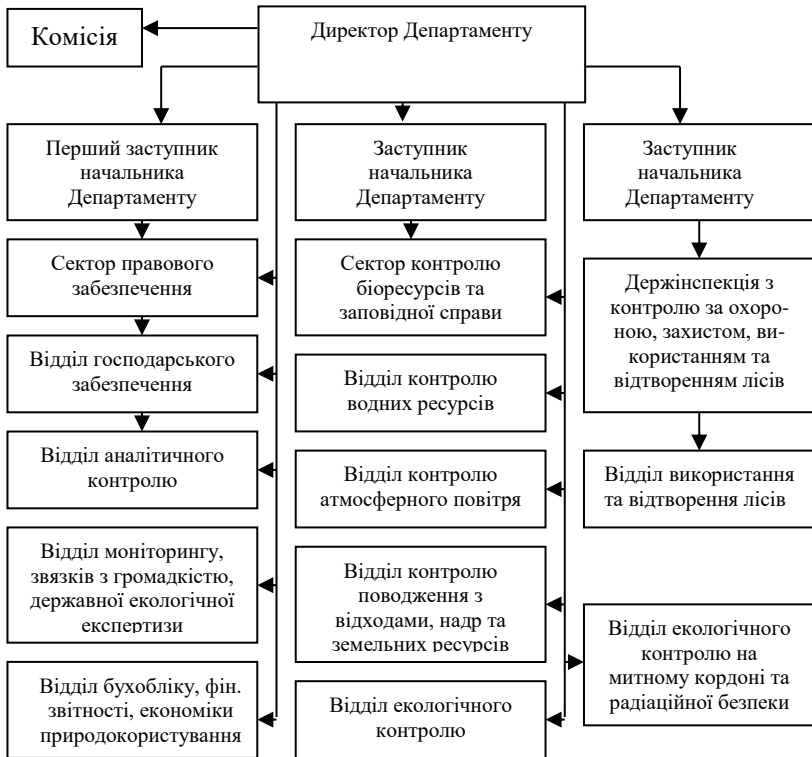 Комісія
Директор Департаменту
Перший заступник
начальника
Департаменту
Заступник
начальника
Департаменту
Заступник
начальника
Департаменту
Сектор правового
забезпечення
Сектор контролю
біоресурсів та
заповідної справи
Держінспекція з
контролю за охоро-
ною, захистом, ви-
користанням та
відтворенням лісів
Відділ господарського
забезпечення
Відділ контролю
водних ресурсів
Відділ аналітичного
контролю
Відділ контролю
атмосферного повітря
Відділ використання
та відтворення лісів
Відділ моніторингу,
звязків з громадкістю,
державної екологічної
експертизи
Відділ контролю
поводження з
відходами, надр та
земельних ресурсів
Відділ екологічного
контролю на
митному кордоні та
радіаційної безпеки
Відділ бухобліку, фін.
звітності, економіки
природокористування
Відділ екологічного
контролю